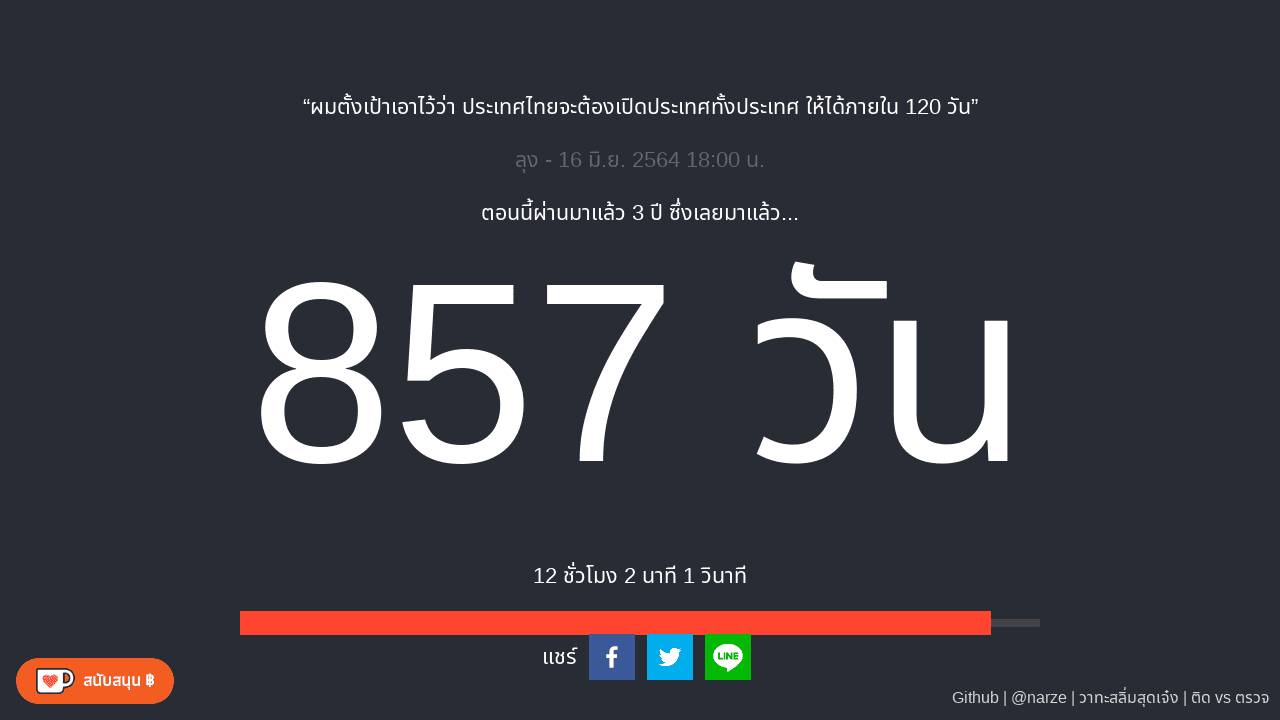 “ผมตั้งเป้าเอาไว้ว่า ประเทศไทยจะต้องเปิดประเทศทั้งประเทศ ให้ได้ภายใน 120 วัน”
ลุง - 16 มิ.ย. 2564 18:00 น.
ตอนนี้ผ่านมาแล้ว 3 ปี ซึ่งเลยมาแล้ว...
857 วัน
12 ชั่วโมง 2 นาที 1 วินาที
แชร์ LINE
สนับสนุน ฿
Github | @narze | วาทะสลิ่มสุดเจ๋ง | ติด vs ตรวจ